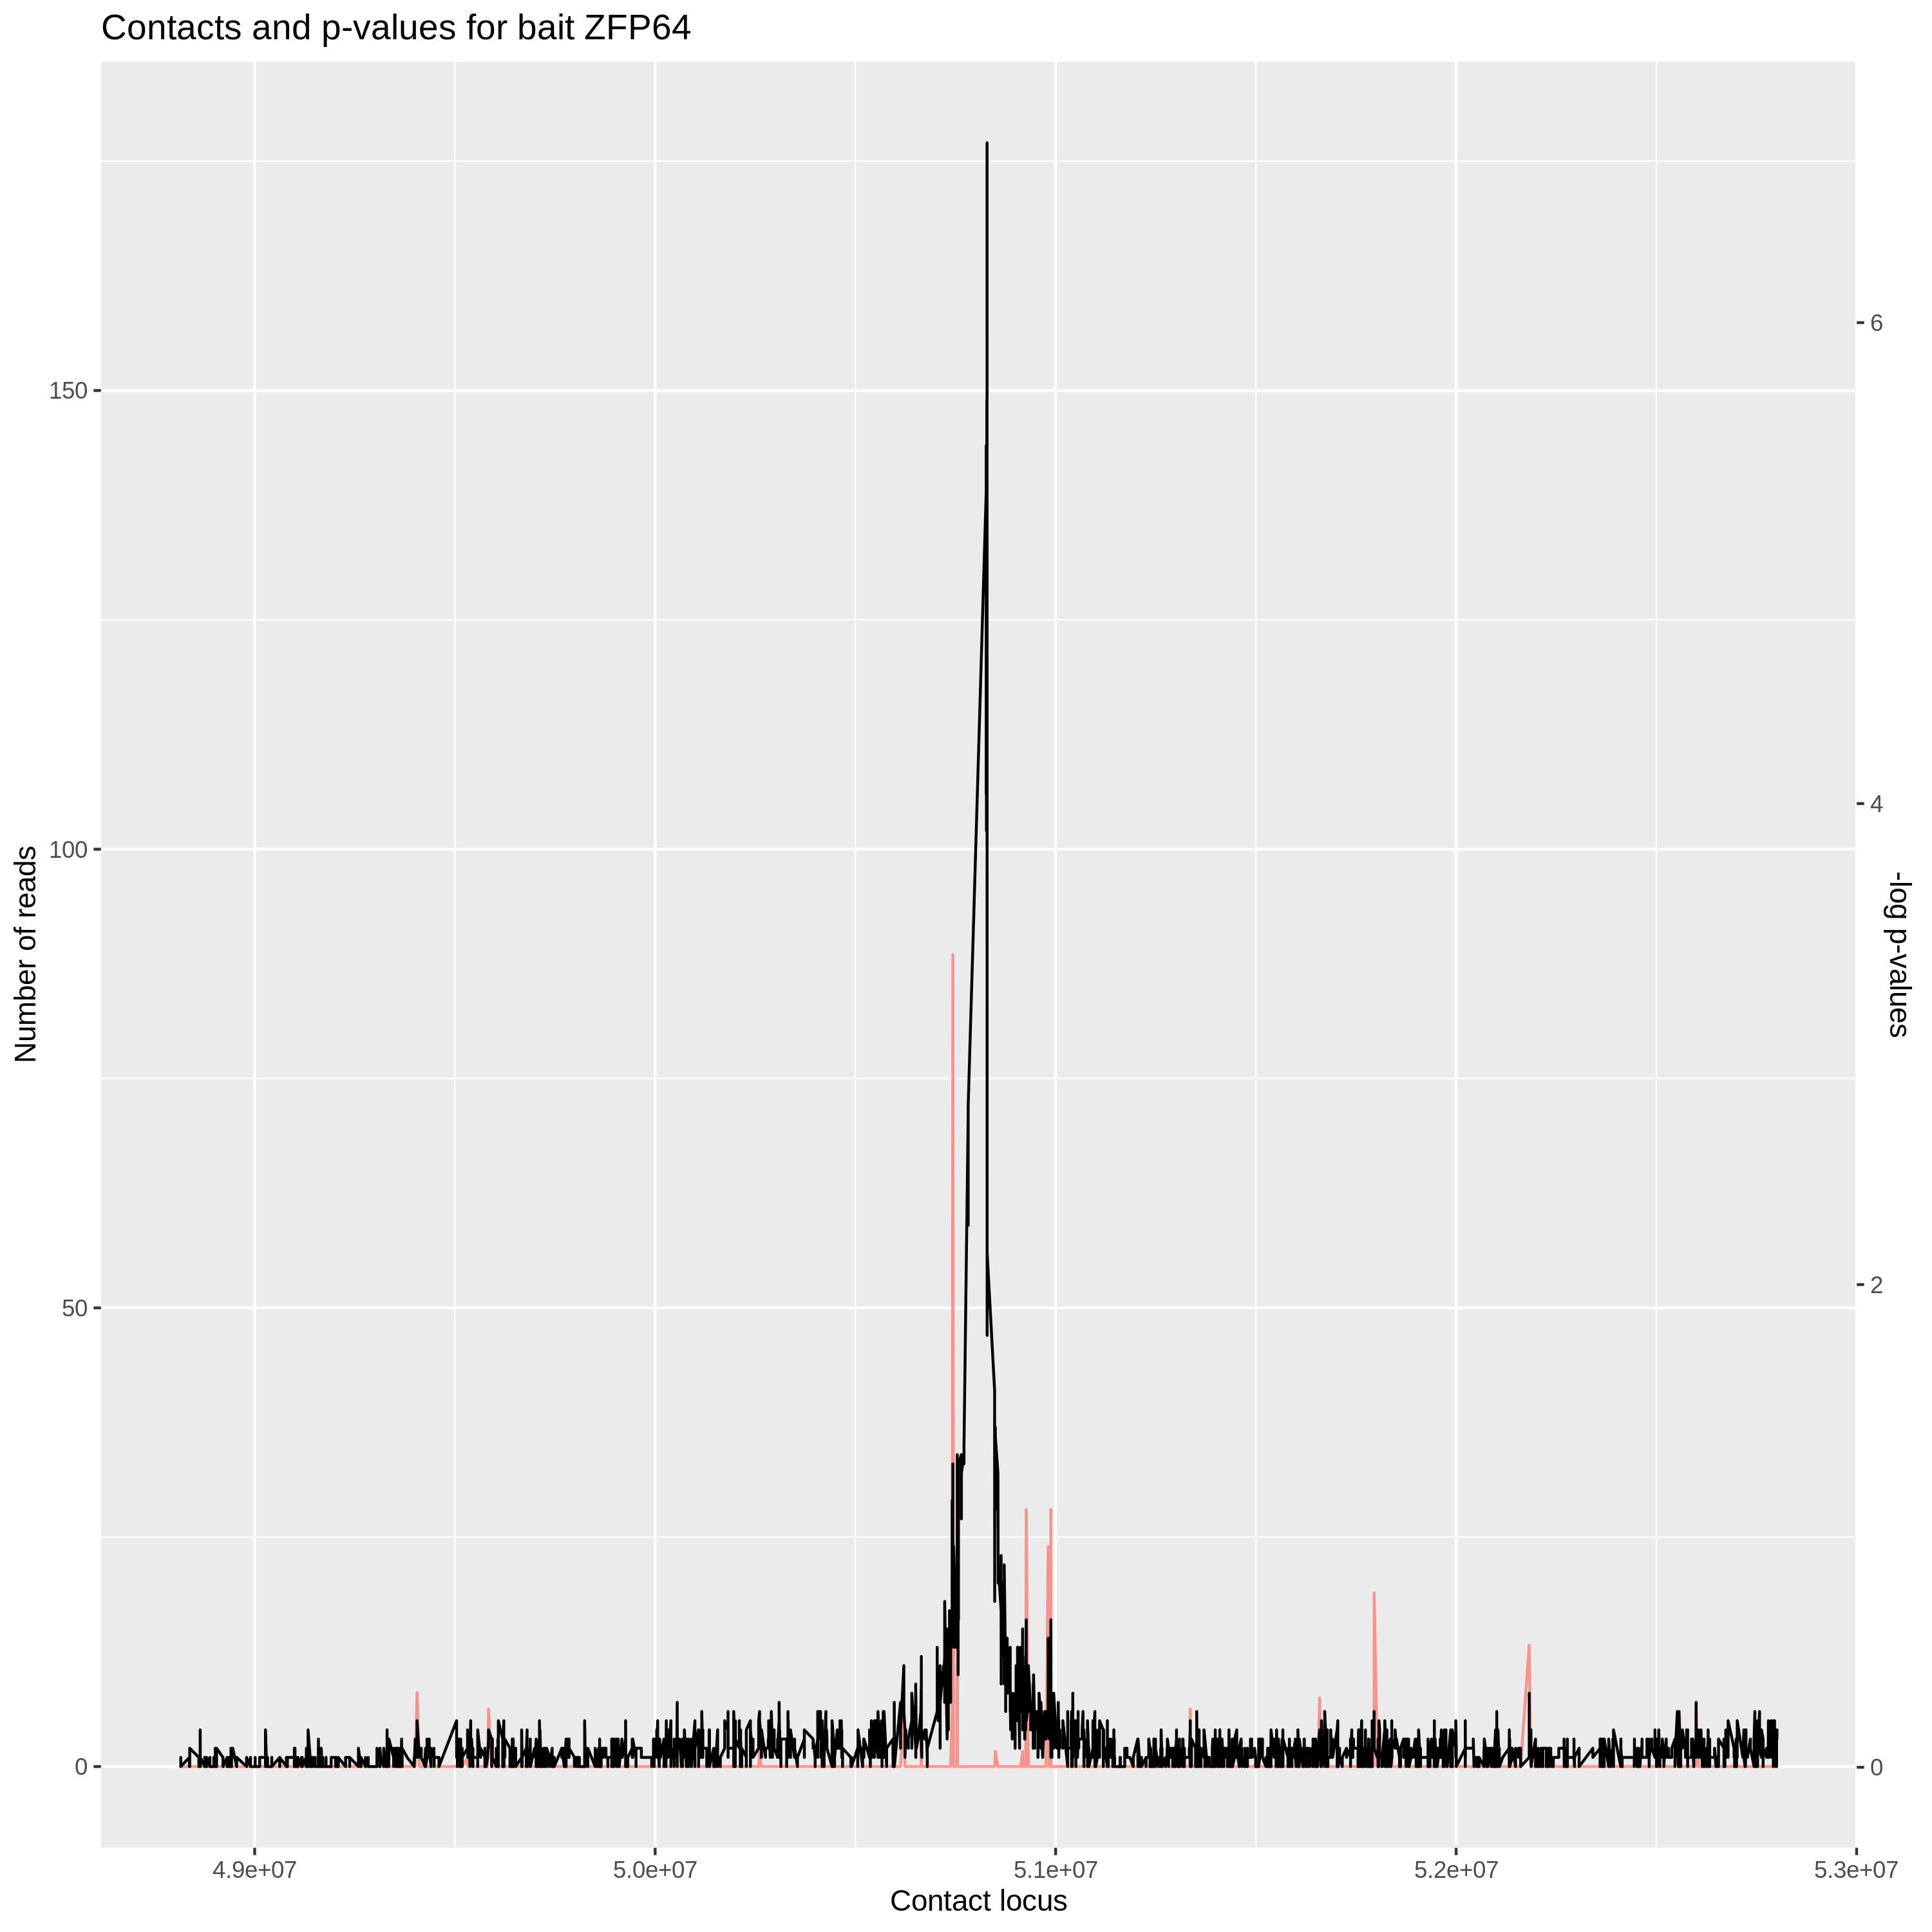 Contacts and p-values for bait ZFP64
150
100
50
0
Number of reads
6
4
2
0
-log p-values
4.9e+07 5.0e+07 5.1e+07 5.2e+07 5.3e+07
Contact locus